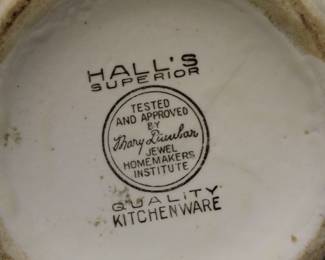 HALL'S
SUPERIOR
TESTED
AND APPROVED
BY
Mary Dunbar
JEWEL
HOMEMAKERS
INSTITUTE
QUALITY
KITCHENWARE